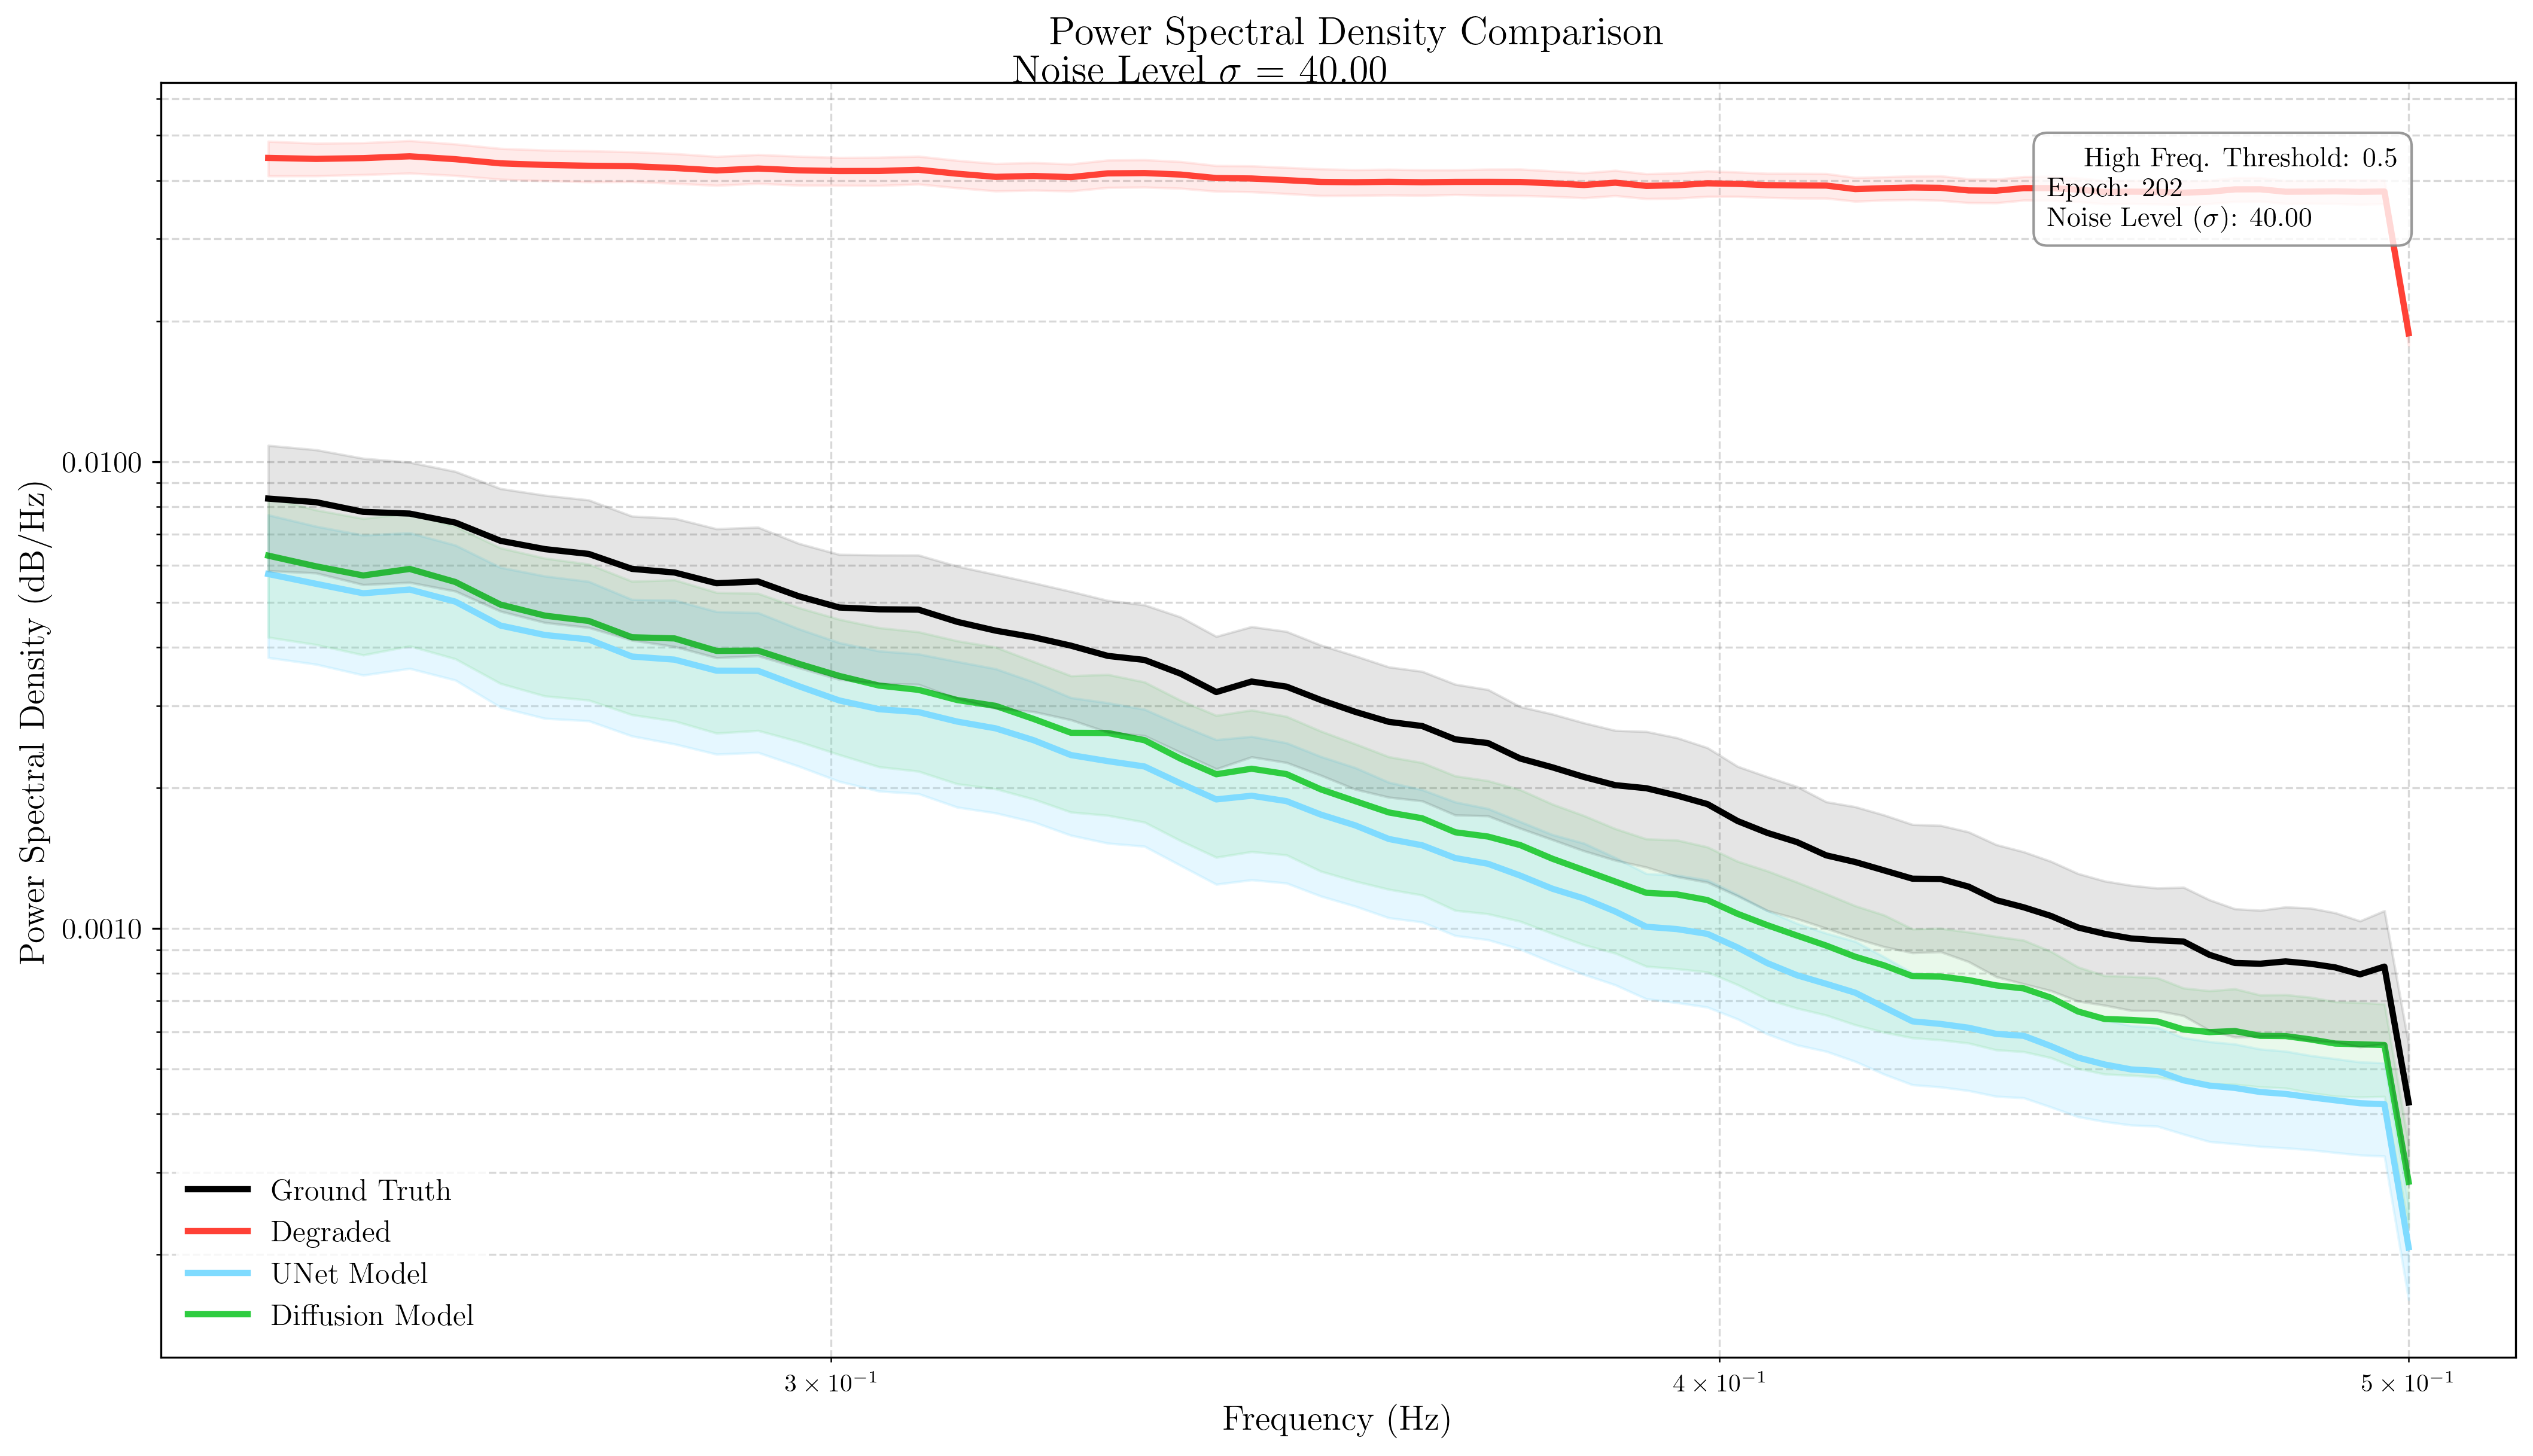 Power Spectral Density Comparison
Noise Level σ = 40.00
High Freq. Threshold: 0.5
Epoch: 202
Noise Level (σ): 40.00
Power Spectral Density (dB/Hz)
0.0100
0.0010
Ground Truth
Degraded
UNet Model
Diffusion Model
3 × 10⁻¹
4 × 10⁻¹
5 × 10⁻¹
Frequency (Hz)